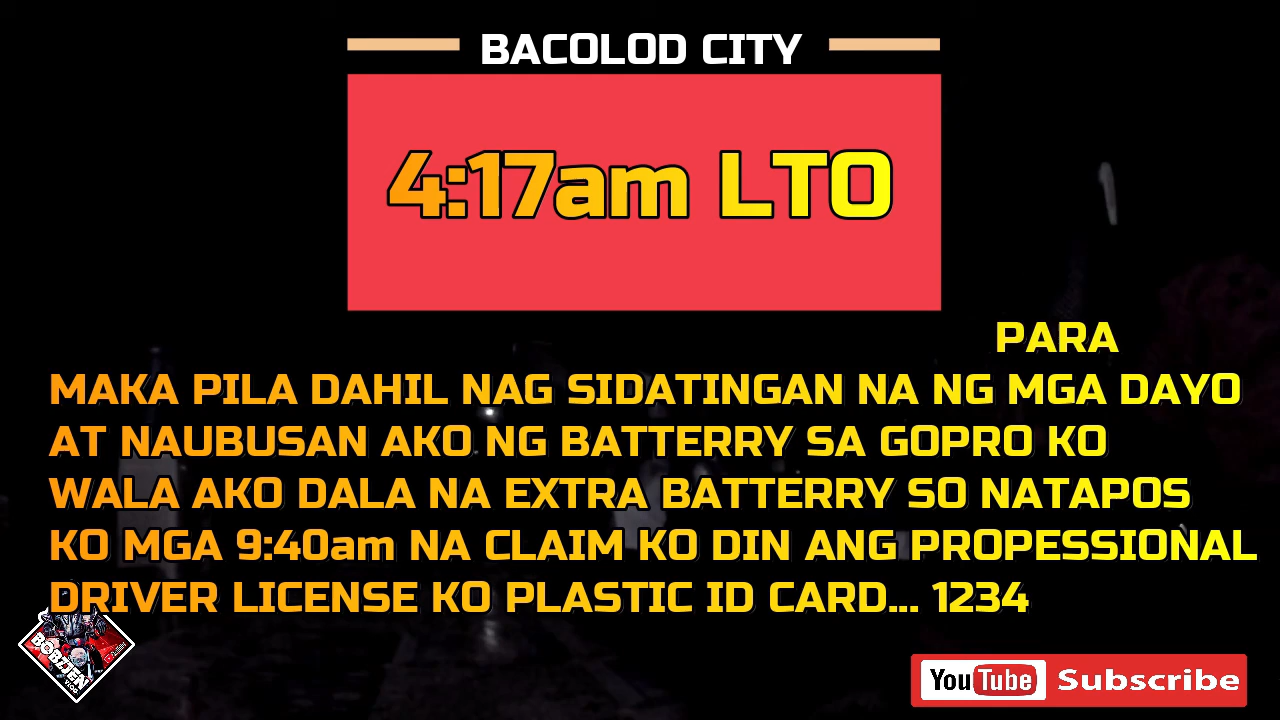 BACOLOD CITY
4:17am LTO
PARA
MAKA PILA DAHIL NAG SIDATINGAN NA NG MGA DAYO
AT NAUBUSAN AKO NG BATTERRY SA GOPRO KO
WALA AKO DALA NA EXTRA BATTERRY SO NATAPOS
KO MGA 9:40am NA CLAIM KO DIN ANG PROPESSIONAL
DRIVER LICENSE KO PLASTIC ID CARD... 1234
BOBZJEN
YouTube Subscribe